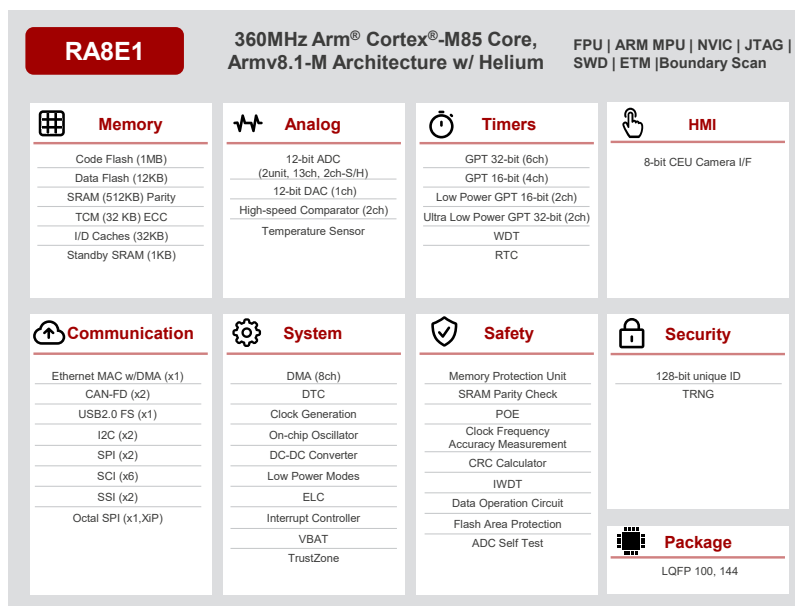 RA8E1
360MHz Arm® Cortex®-M85 Core,
Armv8.1-M Architecture w/ Helium
FPU | ARM MPU | NVIC | JTAG |
SWD | ETM |Boundary Scan
Memory
Code Flash (1MB)
Data Flash (12KB)
SRAM (512KB) Parity
TCM (32 KB) ECC
I/D Caches (32KB)
Standby SRAM (1KB)
Analog
12-bit ADC
(2unit, 13ch, 2ch-S/H)
12-bit DAC (1ch)
High-speed Comparator (2ch)
Temperature Sensor
Timers
GPT 32-bit (6ch)
GPT 16-bit (4ch)
Low Power GPT 16-bit (2ch)
Ultra Low Power GPT 32-bit (2ch)
WDT
RTC
HMI
8-bit CEU Camera I/F
Communication
Ethernet MAC w/DMA (x1)
CAN-FD (x2)
USB2.0 FS (x1)
I2C (x2)
SPI (x2)
SCI (x6)
SSI (x2)
Octal SPI (x1,XiP)
System
DMA (8ch)
DTC
Clock Generation
On-chip Oscillator
DC-DC Converter
Low Power Modes
ELC
Interrupt Controller
VBAT
TrustZone
Safety
Memory Protection Unit
SRAM Parity Check
POE
Clock Frequency
Accuracy Measurement
CRC Calculator
IWDT
Data Operation Circuit
Flash Area Protection
ADC Self Test
Security
128-bit unique ID
TRNG
Package
LQFP 100, 144